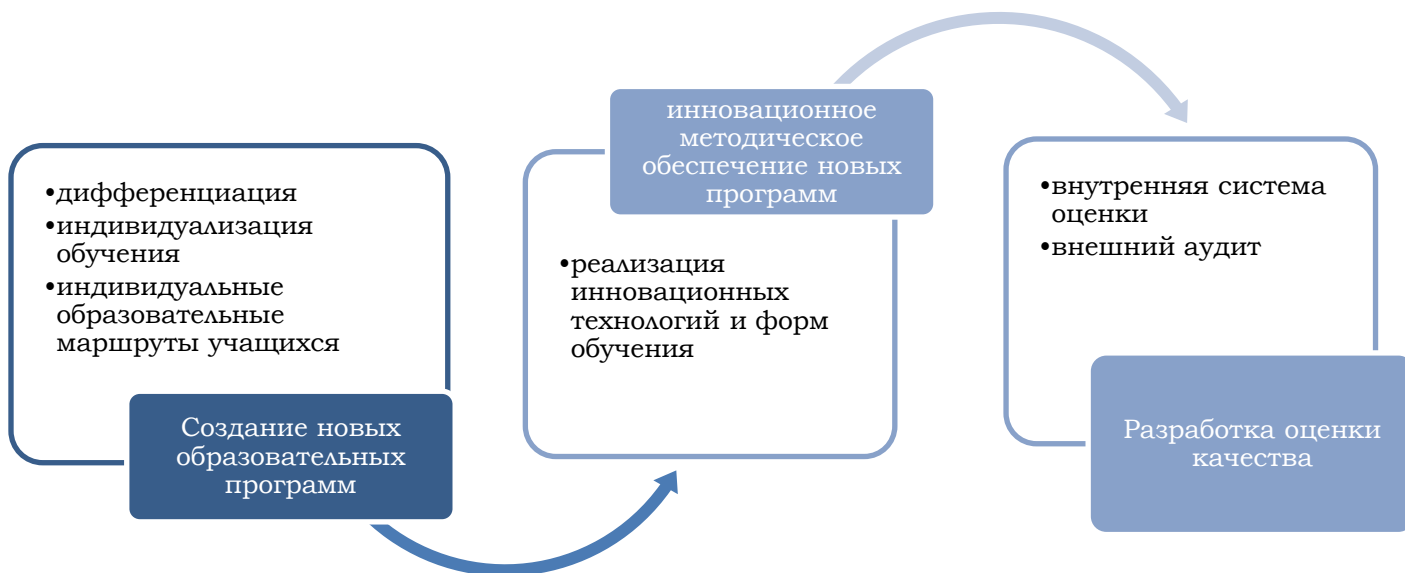 •дифференциация
•индивидуализация
обучения
•индивидуальные
образовательные
маршруты учащихся
Создание новых
образовательных
программ
инновационное
методическое
обеспечение новых
программ
•реализация
инновационных
технологий и форм
обучения
•внутренняя система
оценки
•внешний аудит
Разработка оценки
качества